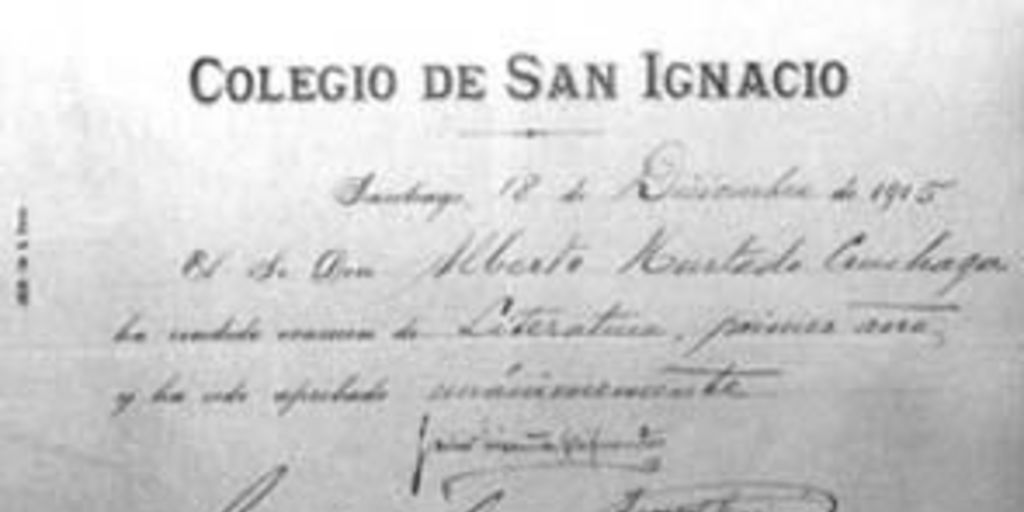 COLEGIO DE SAN IGNACIO
Santiago, 18 de Diciembre de 1915
El Sr. Don Alberto Hurtado Cruchaga
ha rendido examen de Literatura, primer año,
y ha sido aprobado unánimemente